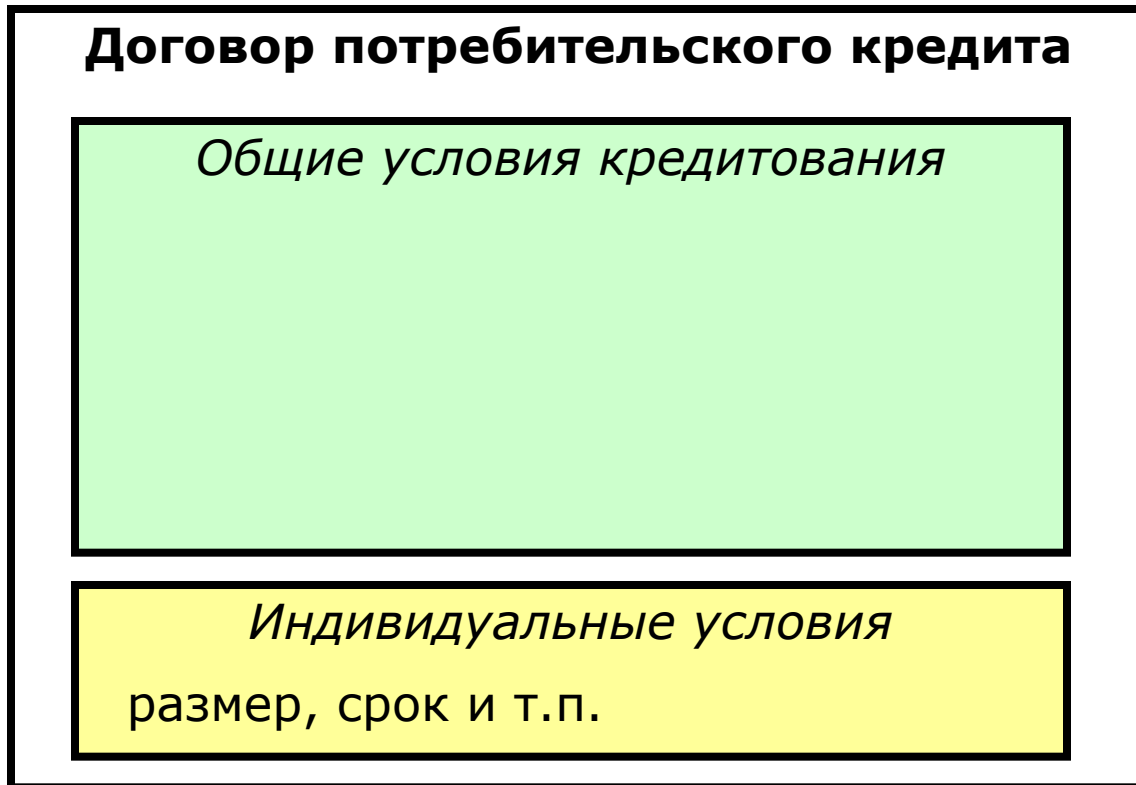 Договор потребительского кредита
Общие условия кредитования
Индивидуальные условия
размер, срок и т.п.